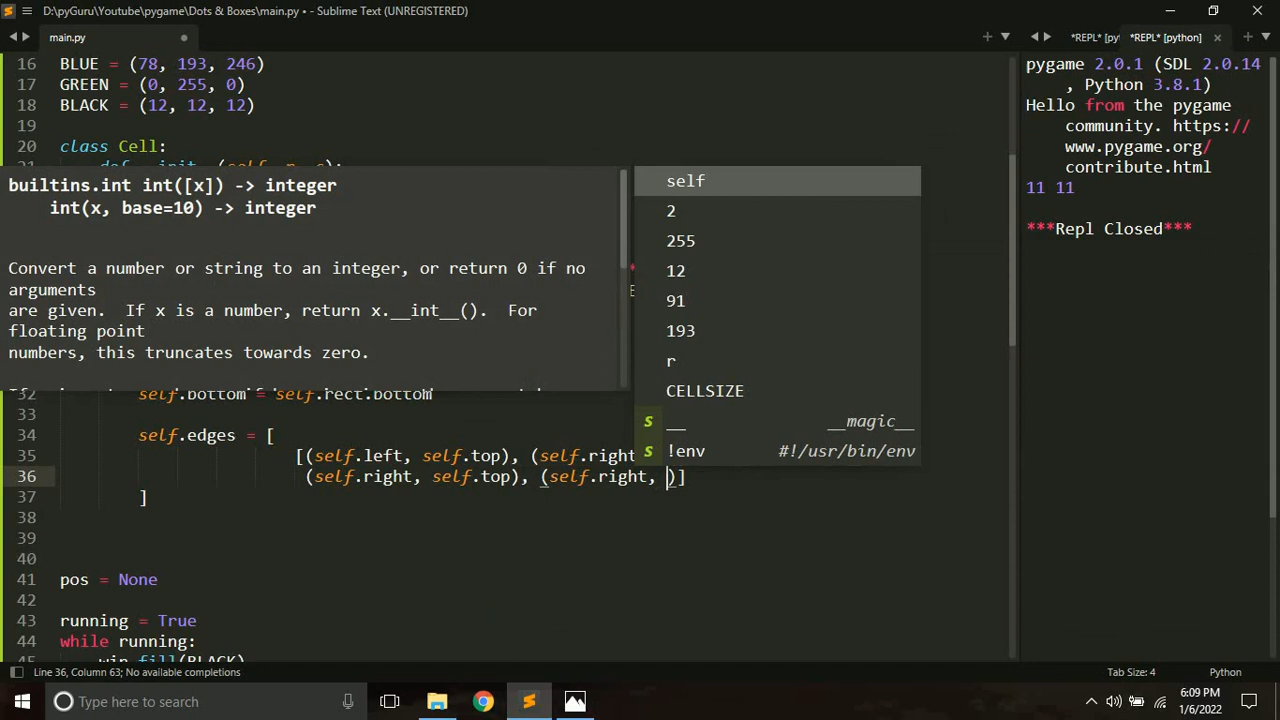 D:\pyGuru\Youtube\pygame\Dots & Boxes\main.py • - Sublime Text (UNREGISTERED)
main.py
*REPL* [pyt
*REPL* [python]
16 BLUE = (78, 193, 246)
17 GREEN = (0, 255, 0)
18 BLACK = (12, 12, 12)
19
20 class Cell:
builtins.int int([x]) -> integer
int(x, base=10) -> integer
Convert a number or string to an integer, or return 0 if no
arguments
are given. If x is a number, return x.__int__(). For
floating point
numbers, this truncates towards zero.
self
2
255
12
91
193
r
CELLSIZE
s __ __magic__
s !env #!/usr/bin/env
32 self.bottom = self.rect.bottom
33
34 self.edges = [
35 [(self.left, self.top), (self.right
36 (self.right, self.top), (self.right, )]
37 ]
38
39
40
41 pos = None
42
43 running = True
44 while running:
45 win.fill(BLACK)
pygame 2.0.1 (SDL 2.0.14
, Python 3.8.1)
Hello from the pygame
community. https://
www.pygame.org/
contribute.html
11 11
***Repl Closed***
Line 36, Column 63; No available completions
Tab Size: 4
Python
Type here to search
6:09 PM
1/6/2022